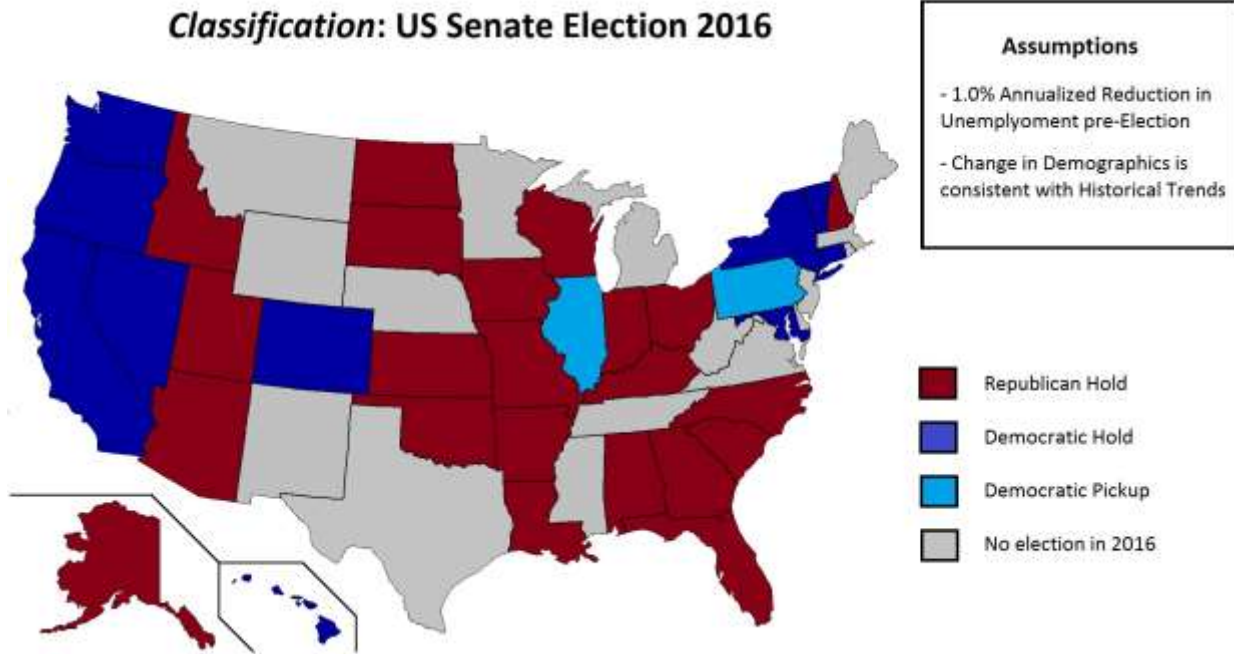 Classification: US Senate Election 2016
Assumptions
- 1.0% Annualized Reduction in
Unemplyoment pre-Election
- Change in Demographics is
consistent with Historical Trends
Republican Hold
Democratic Hold
Democratic Pickup
No election in 2016